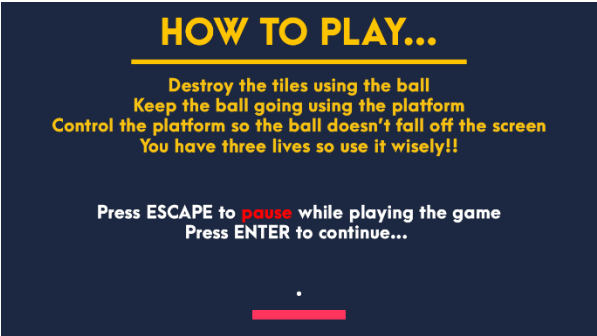 HOW TO PLAY...
Destroy the tiles using the ball
Keep the ball going using the platform
Control the platform so the ball doesn't fall off the screen
You have three lives so use it wisely!!
Press ESCAPE to pause while playing the game
Press ENTER to continue...